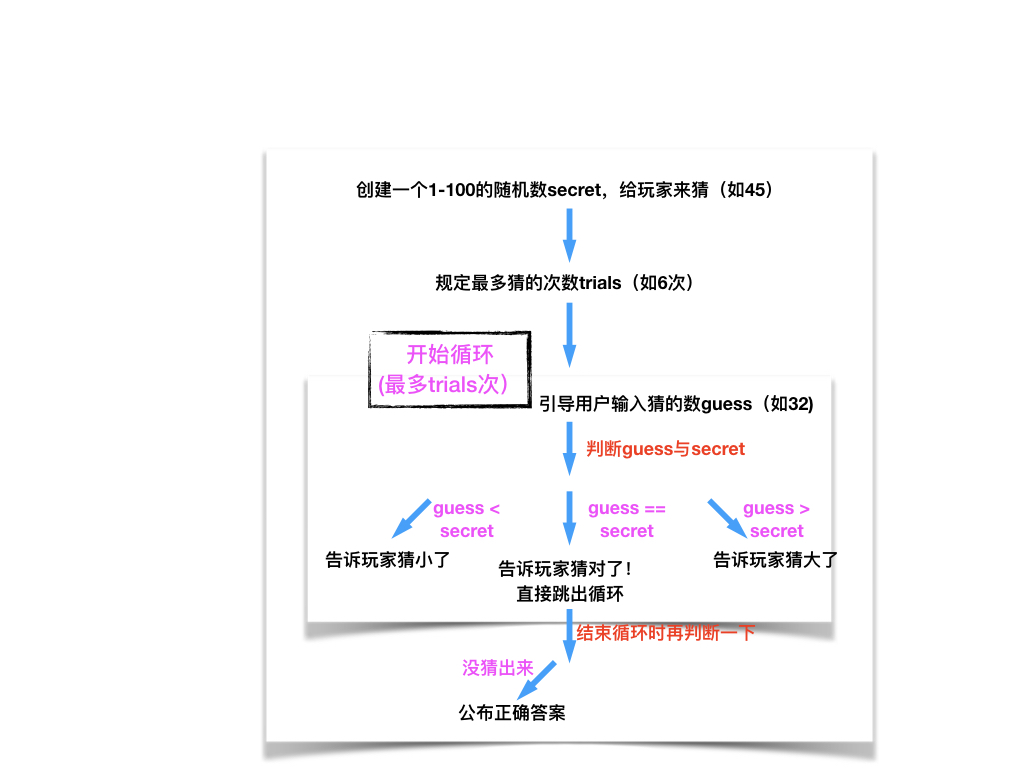 创建一个1-100的随机数secret，给玩家来猜（如45）
规定最多猜的次数trials（如6次）
开始循环
(最多trials次）
引导用户输入猜的数guess（如32)
判断guess与secret
guess <
secret
guess ==
secret
guess >
secret
告诉玩家猜小了
告诉玩家猜对了！
直接跳出循环
告诉玩家猜大了
结束循环时再判断一下
没猜出来
公布正确答案